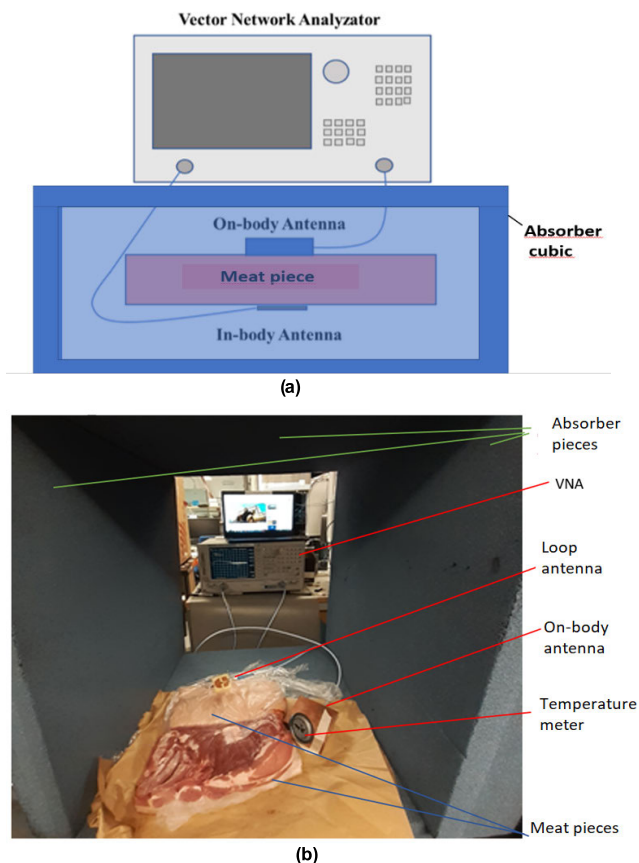 Vector Network Analyzator
On-body Antenna
Absorber
cubic
Meat piece
In-body Antenna
(a)
Absorber
pieces
VNA
Loop
antenna
On-body
antenna
Temperature
meter
Meat pieces
(b)